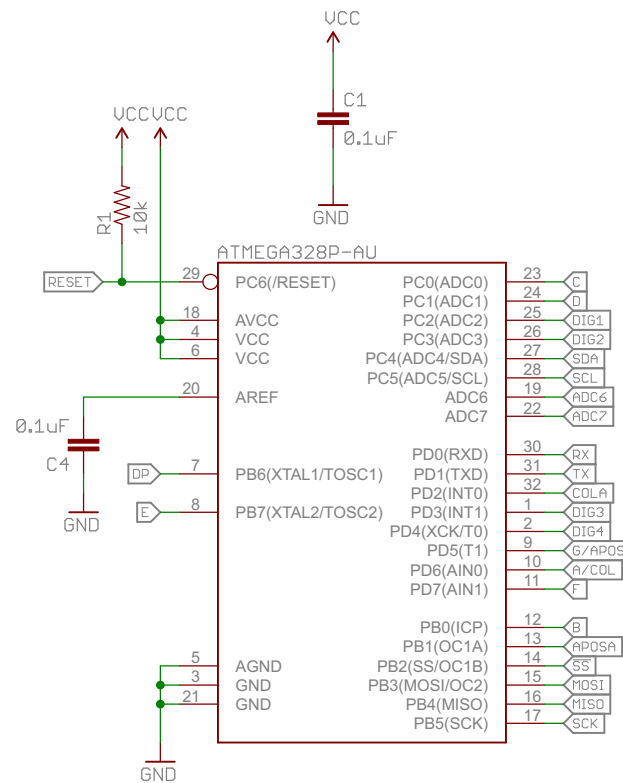 VCC
C1
0.1uF
GND
VCC VCC
R1
10k
ATMEGA328P-AU
RESET 29 PC6(/RESET) PC0(ADC0) 23 C
PC1(ADC1) 24 D
18 AVCC PC2(ADC2) 25 DIG1
4 VCC PC3(ADC3) 26 DIG2
6 VCC PC4(ADC4/SDA) 27 SDA
PC5(ADC5/SCL) 28 SCL
20 AREF ADC6 19 ADC6
ADC7 22 ADC7
0.1uF
C4
GND
PD0(RXD) 30 RX
DP 7 PB6(XTAL1/TOSC1) PD1(TXD) 31 TX
PD2(INT0) 32 COLA
E 8 PB7(XTAL2/TOSC2) PD3(INT1) 1 DIG3
PD4(XCK/T0) 2 DIG4
PD5(T1) 9 G/APOS
PD6(AIN0) 10 A/COL
PD7(AIN1) 11 F
PB0(ICP) 12 B
PB1(OC1A) 13 APOSA
5 AGND PB2(SS/OC1B) 14 SS
3 GND PB3(MOSI/OC2) 15 MOSI
21 GND PB4(MISO) 16 MISO
PB5(SCK) 17 SCK
GND